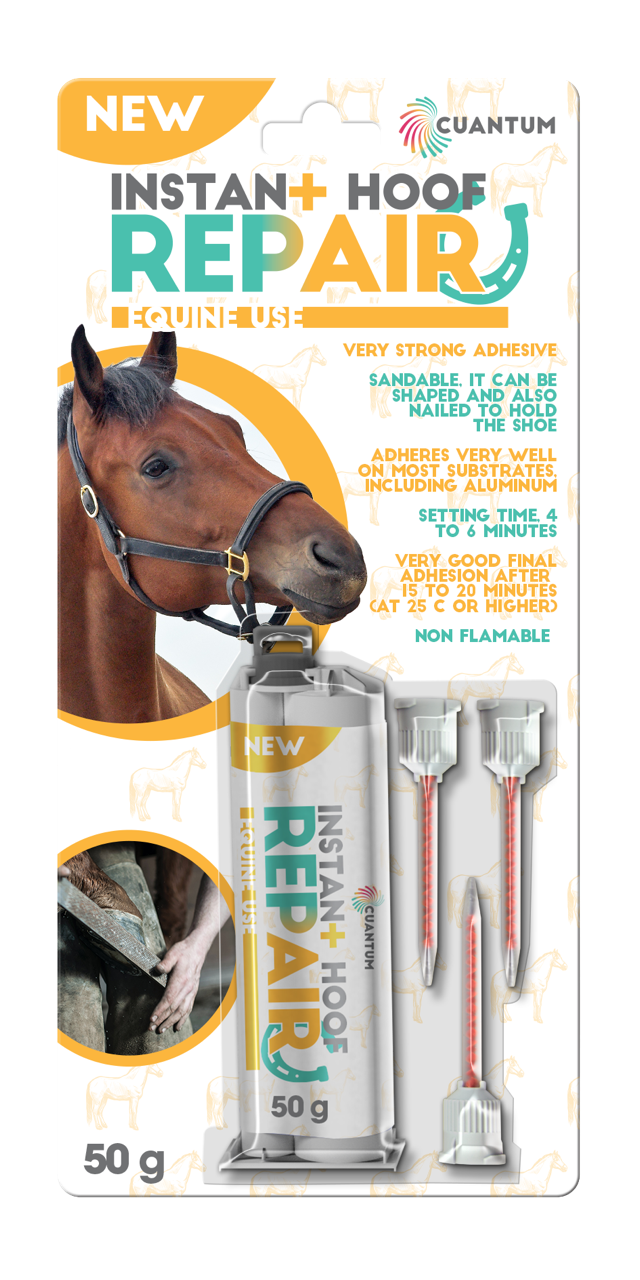 NEW
CUANTUM
INSTAN+ HOOF
REPAIR
EQUINE USE
VERY STRONG ADHESIVE
SANDABLE, IT CAN BE
SHAPED AND ALSO
NAILED TO HOLD
THE SHOE
ADHERES VERY WELL
ON MOST SUBSTRATES,
INCLUDING ALUMINUM
SETTING TIME, 4
TO 6 MINUTES
VERY GOOD FINAL
ADHESION AFTER
15 TO 20 MINUTES
(AT 25 C OR HIGHER)
NON FLAMABLE
NEW
INSTAN+ HOOF
REPAIR
EQUINE USE
CUANTUM
50 g
50 g